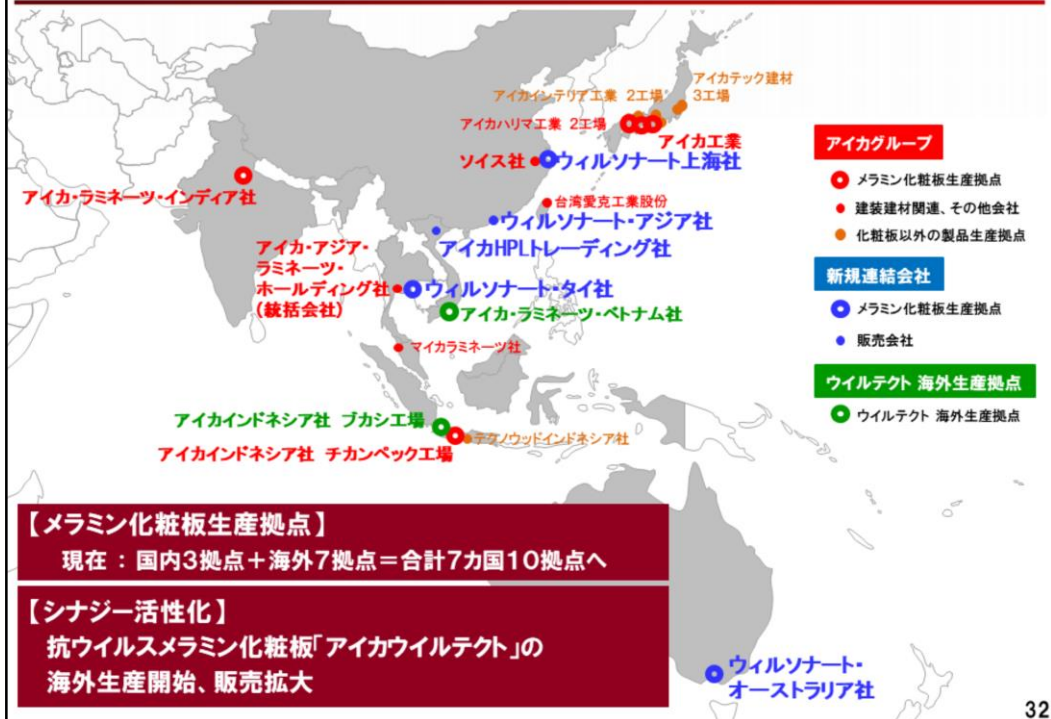 アイカテック建材
3工場
アイカインテリア工業 2工場
アイカハリマ工業 2工場
アイカ工業
ソイス社
ウィルソナート上海社
アイカ・ラミネーツ・インディア社
台湾愛克工業股份
ウィルソナート・アジア社
アイカHPLトレーディング社
アイカ・アジア・
ラミネーツ・
ホールディング社
(統括会社)
ウィルソナート・タイ社
アイカ・ラミネーツ・ベトナム社
マイカラミネーツ社
アイカインドネシア社 ブカシ工場
テクノウッドインドネシア社
アイカインドネシア社 チカンペック工場
アイカグループ
メラミン化粧板生産拠点
建装建材関連、その他会社
化粧板以外の製品生産拠点
新規連結会社
メラミン化粧板生産拠点
販売会社
ウイルテクト 海外生産拠点
ウイルテクト 海外生産拠点
【メラミン化粧板生産拠点】
現在 : 国内3拠点+海外7拠点=合計7カ国10拠点へ
【シナジー活性化】
抗ウイルスメラミン化粧板「アイカウイルテクト」の
海外生産開始、販売拡大
ウィルソナート・
オーストラリア社
32